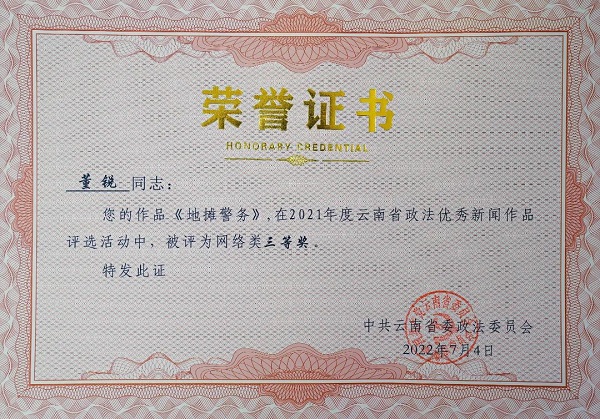 荣誉证书
HONORARY CREDENTIAL
董锐同志：
您的作品《地摊警务》,在2021年度云南省政法优秀新闻作品
评选活动中，被评为网络类三等奖。
特发此证
中共云南省委政法委员会
2022年7月4日